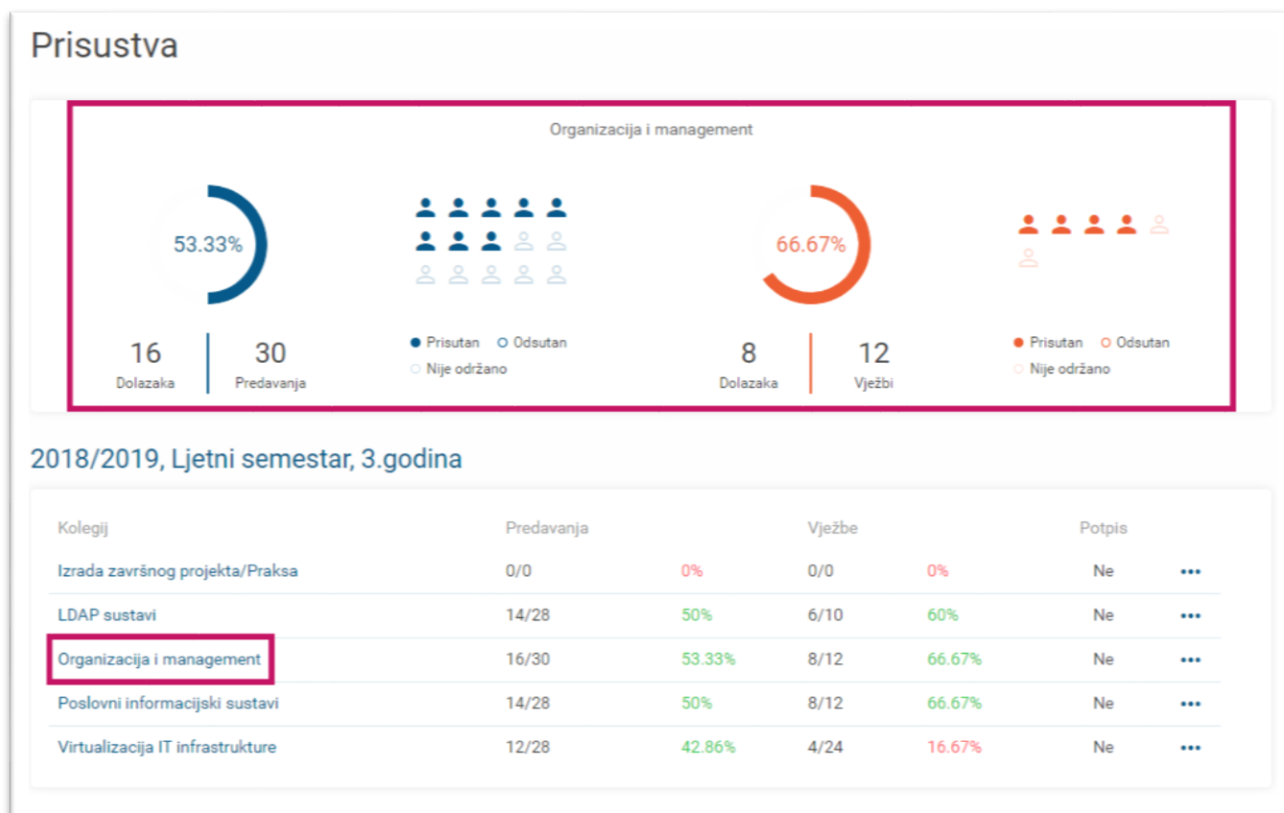 Prisustva
Organizacija i management
53.33%
66.67%
16
Dolazaka
30
Predavanja
Prisutan Odsutan
Nije održano
8
Dolazaka
12
Vježbi
Prisutan Odsutan
Nije održano
2018/2019, Ljetni semestar, 3.godina
Kolegij Predavanja Vježbe Potpis
Izrada završnog projekta/Praksa 0/0 0% 0/0 0% Ne
LDAP sustavi 14/28 50% 6/10 60% Ne
Organizacija i management 16/30 53.33% 8/12 66.67% Ne
Poslovni informacijski sustavi 14/28 50% 8/12 66.67% Ne
Virtualizacija IT infrastrukture 12/28 42.86% 4/24 16.67% Ne